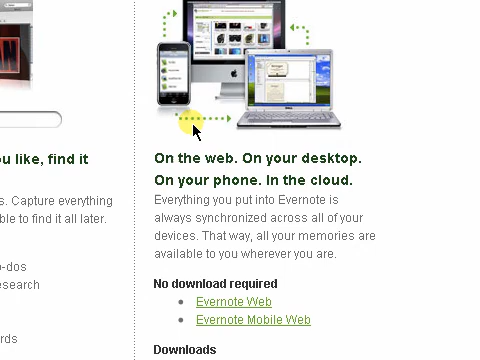 u like, find it
s. Capture everything
ble to find it all later.
o-dos
esearch
rds
On the web. On your desktop.
On your phone. In the cloud.
Everything you put into Evernote is
always synchronized across all of your
devices. That way, all your memories are
available to you wherever you are.
No download required
Evernote Web
Evernote Mobile Web
Downloads